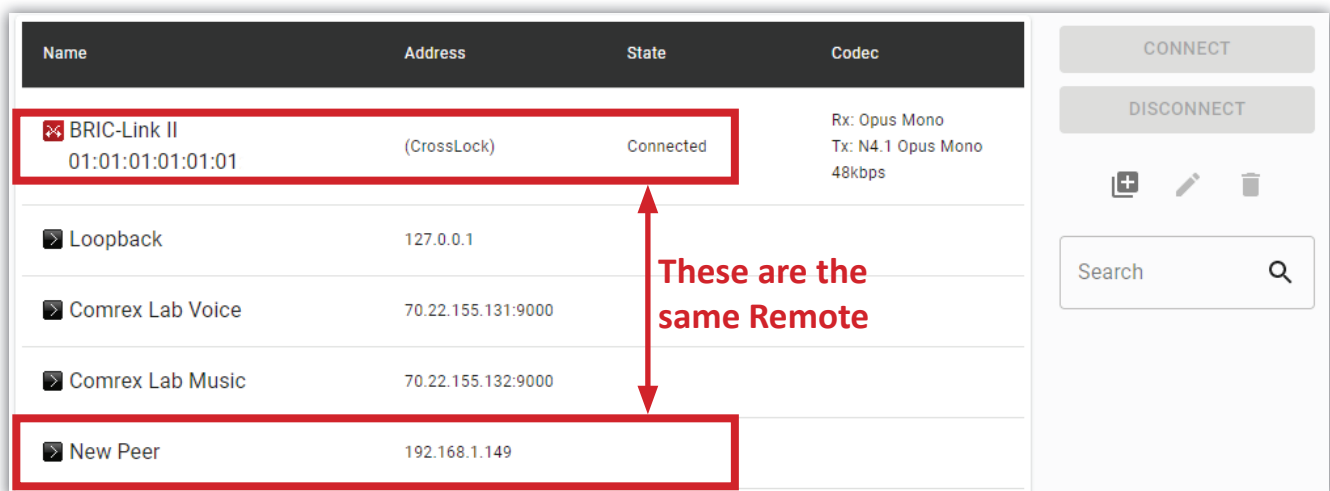 Name Address State Codec
BRIC-Link II
01:01:01:01:01:01
(CrossLock)
Connected
Rx: Opus Mono
Tx: N4.1 Opus Mono
48kbps
Loopback 127.0.0.1
Comrex Lab Voice 70.22.155.131:9000
Comrex Lab Music 70.22.155.132:9000
New Peer 192.168.1.149
These are the
same Remote
CONNECT
DISCONNECT
Search